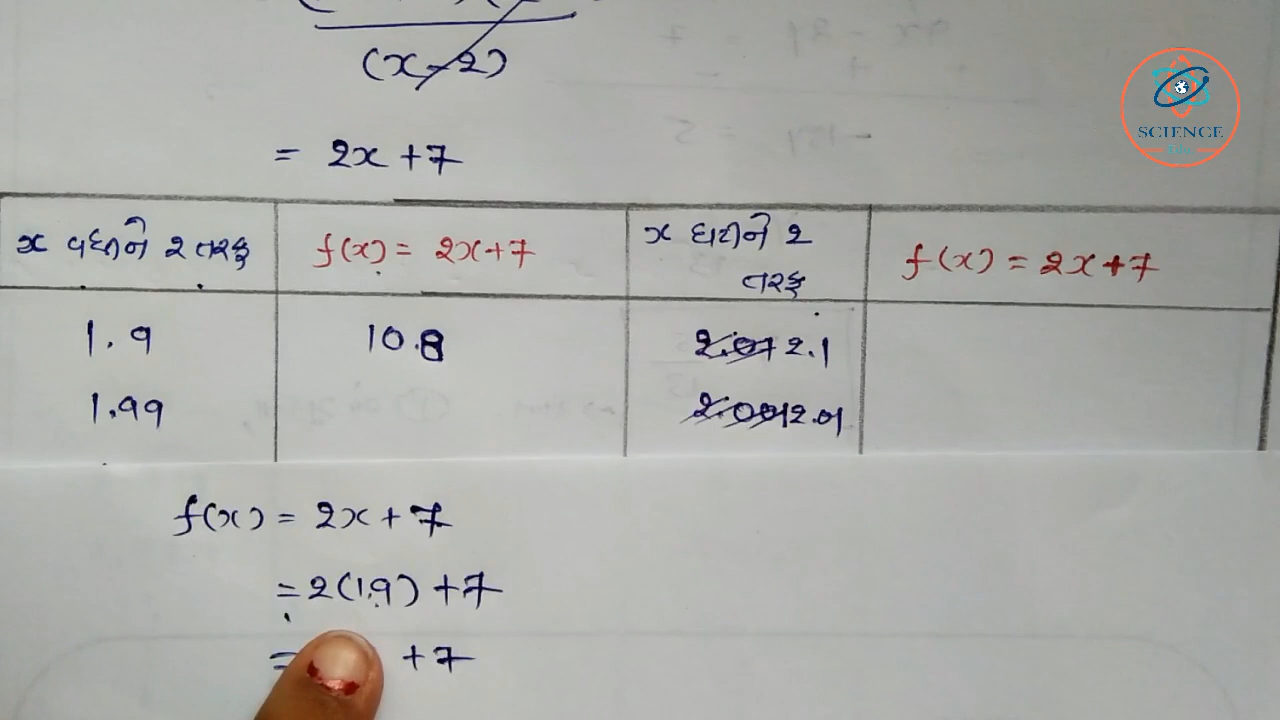 (x-2)
= 2x+7
SCIENCE
x વધીને 2 તરફ
f(x) = 2x+7
x ઘટીને 2 તરફ
f(x) = 2x+7
1.9
10.8
2.1
1.99
2.01
f(x) = 2x+7
= 2(1.9) +7
= +7